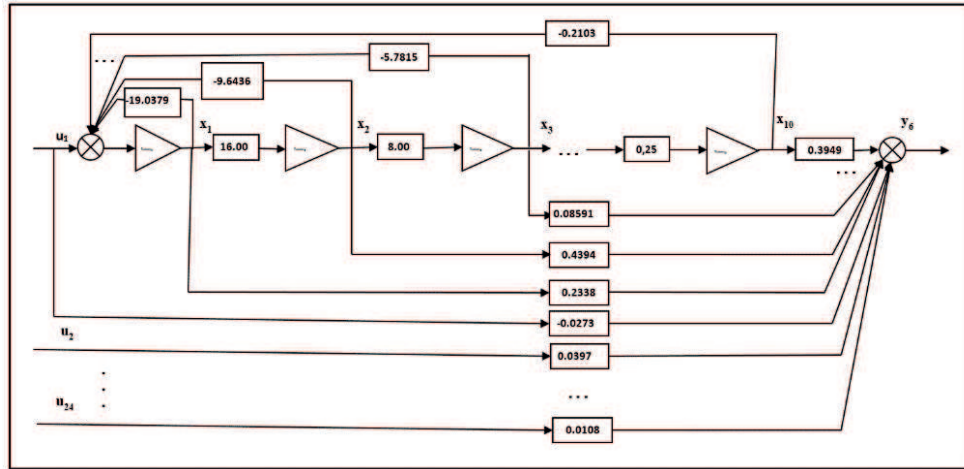 -0.2103
-5.7815
...
-9.6436
-19.0379
u1
x1
16.00
x2
8.00
x3
...
0,25
x10
0.3949
y6
...
0.08591
0.4394
0.2338
-0.0273
u2
0.0397
...
u24
0.0108